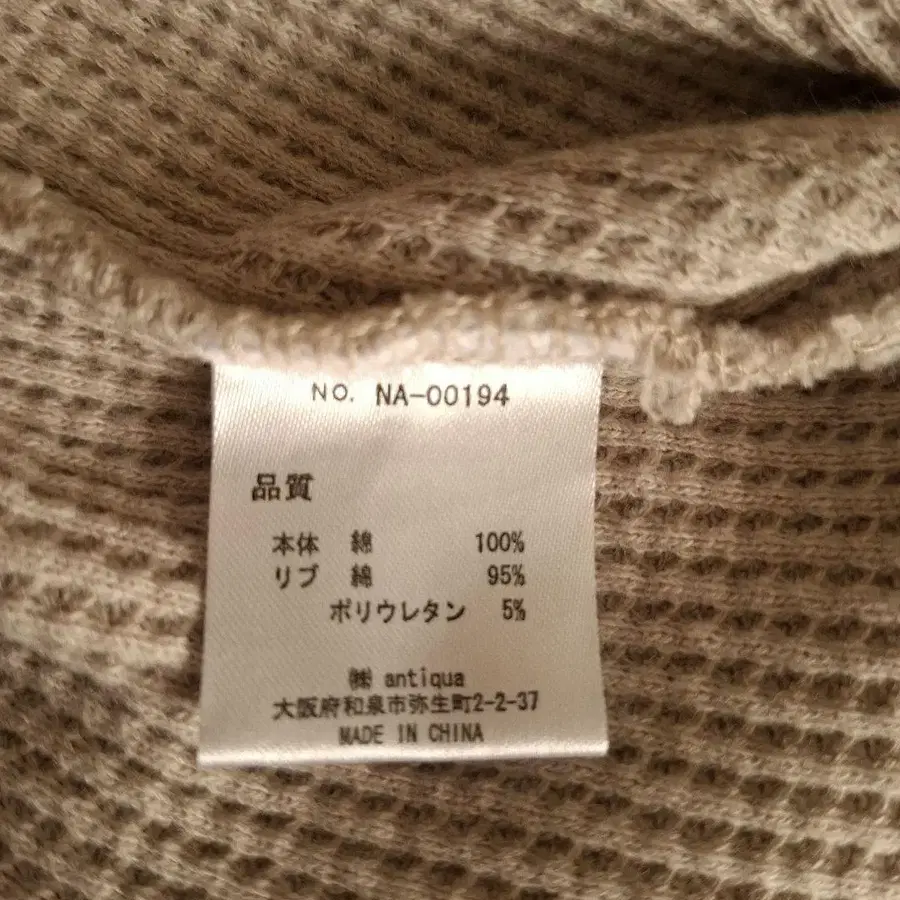 NO. NA-00194
品質
本体 綿 100%
リブ 綿 95%
ポリウレタン 5%
㈱ antiqua
大阪府和泉市弥生町2-2-37
MADE IN CHINA